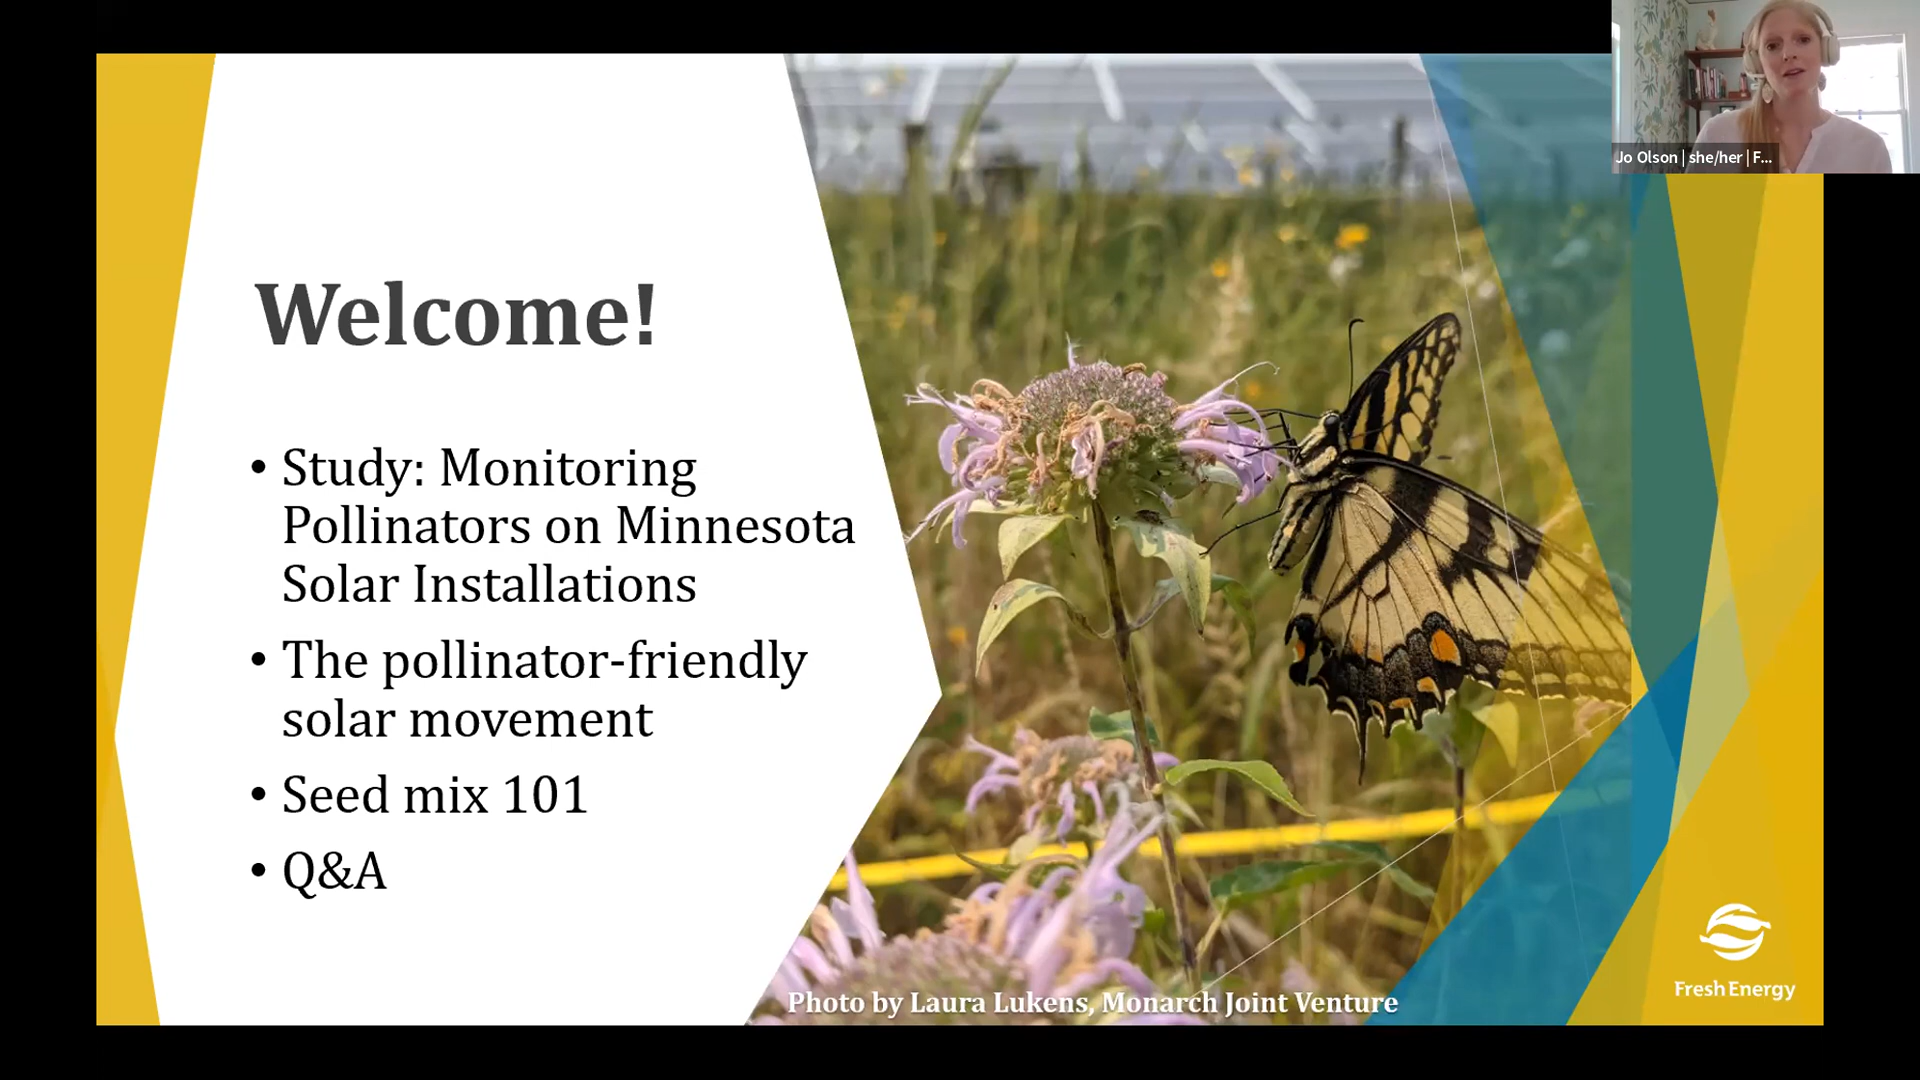 Jo Olson | she/her | F...
Welcome!
• Study: Monitoring
Pollinators on Minnesota
Solar Installations
• The pollinator-friendly
solar movement
• Seed mix 101
• Q&A
Photo by Laura Lukens, Monarch Joint Venture
Fresh Energy